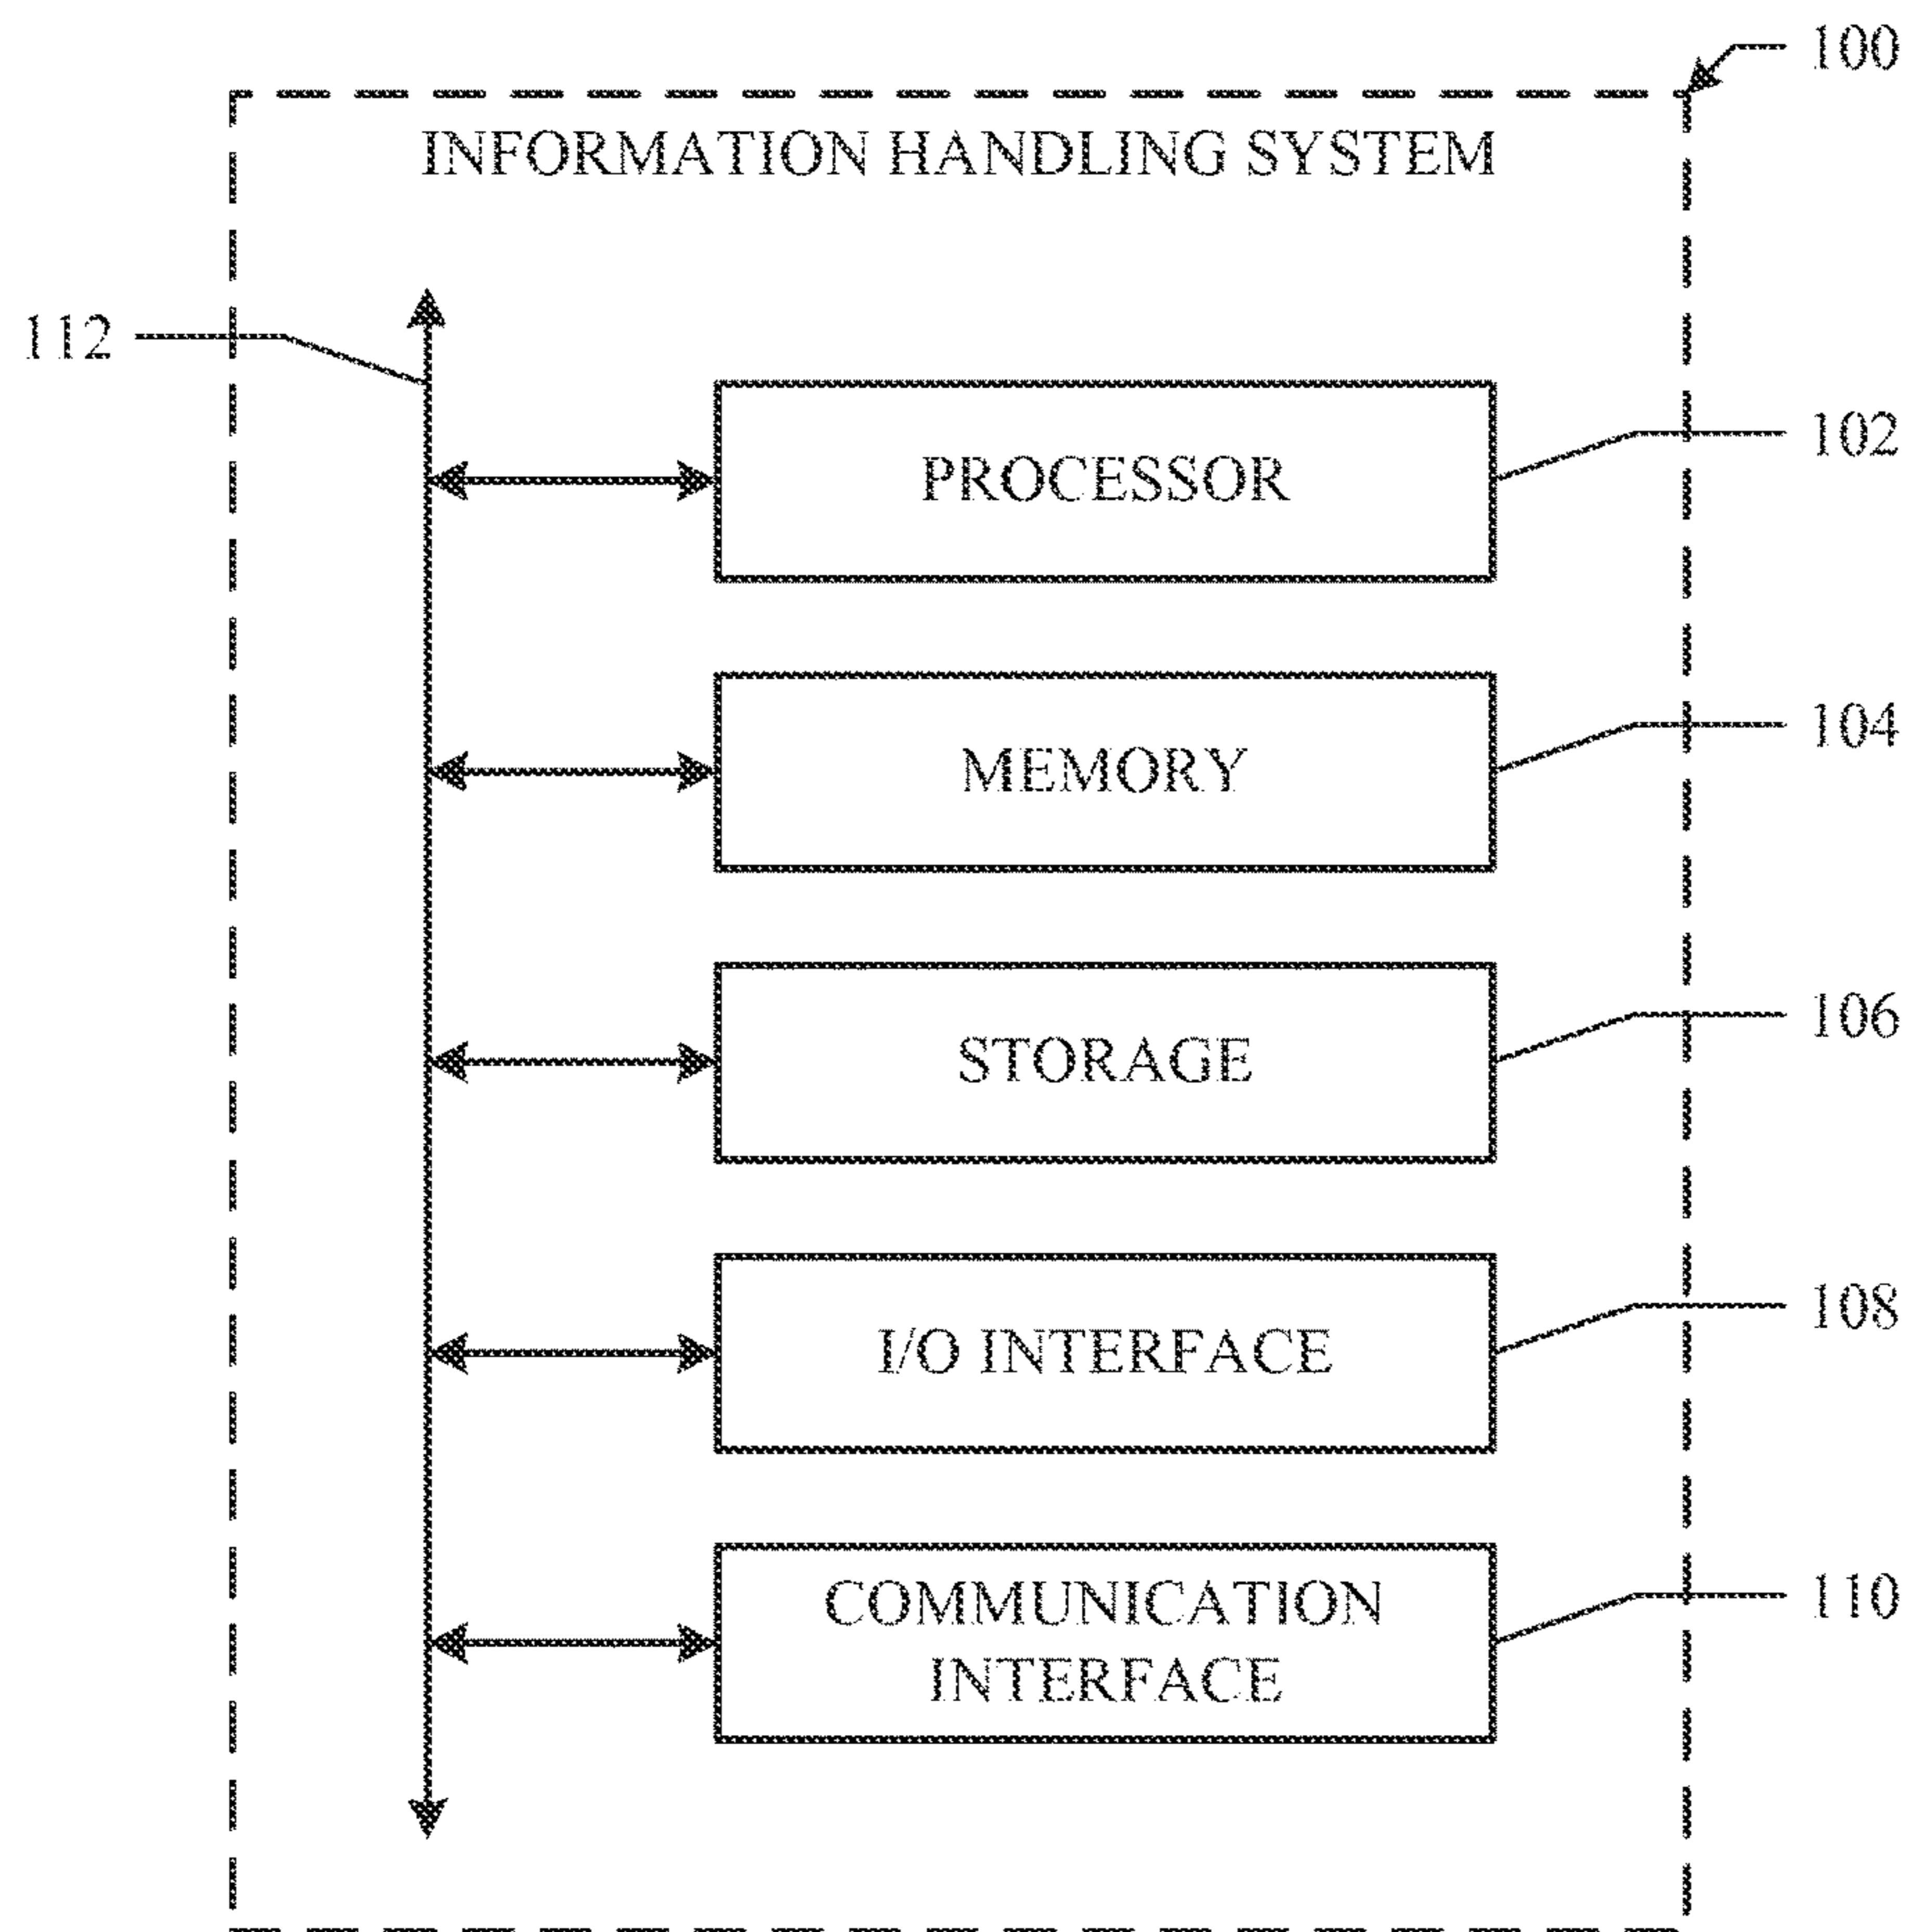 100
INFORMATION HANDLING SYSTEM
112
PROCESSOR
102
MEMORY
104
STORAGE
106
I/O INTERFACE
108
COMMUNICATION
INTERFACE
110